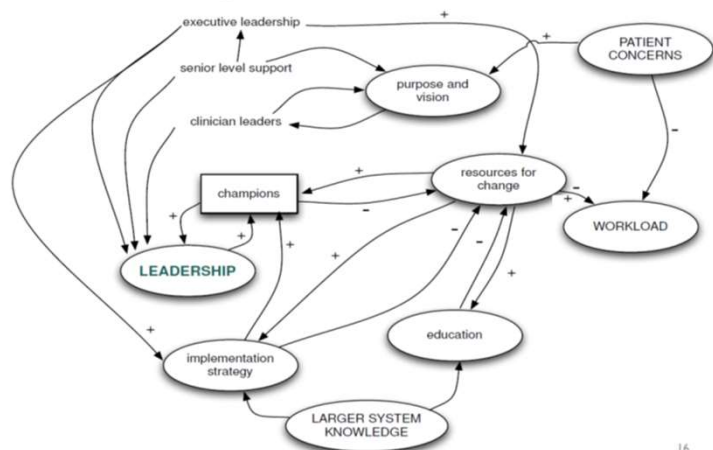 executive leadership
+
+
PATIENT
CONCERNS
senior level support
purpose and
vision
clinician leaders
-
+
resources for
change
-
+
champions
-
WORKLOAD
+
+
+
+
-
-
+
LEADERSHIP
education
+
implementation
strategy
LARGER SYSTEM
KNOWLEDGE
16